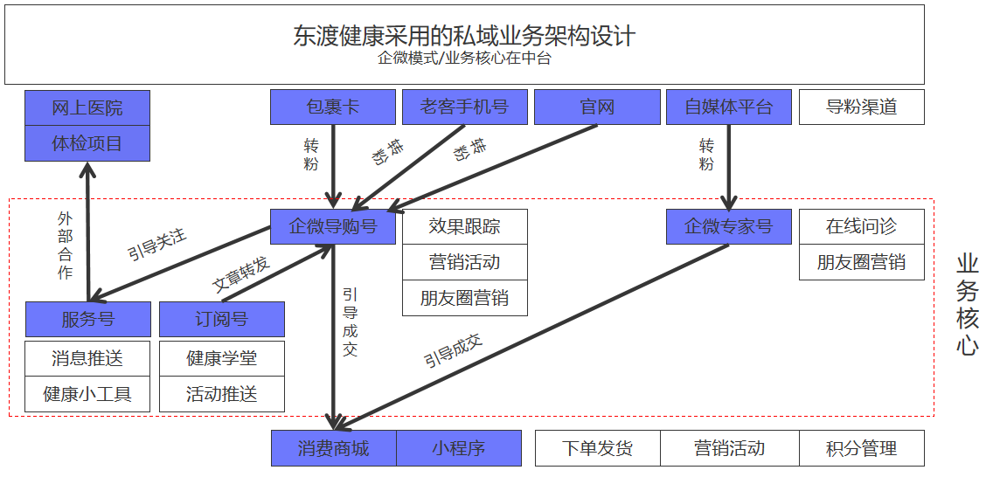 东渡健康采用的私域业务架构设计
企微模式/业务核心在中台
网上医院
体检项目
包裹卡
老客手机号
官网
自媒体平台
导粉渠道
转粉
转粉
转粉
转粉
外部合作
引导关注
企微导购号
效果跟踪
营销活动
朋友圈营销
企微专家号
在线问诊
朋友圈营销
业务核心
文章转发
引导成交
引导成交
服务号
消息推送
健康小工具
订阅号
健康学堂
活动推送
消费商城
小程序
下单发货
营销活动
积分管理